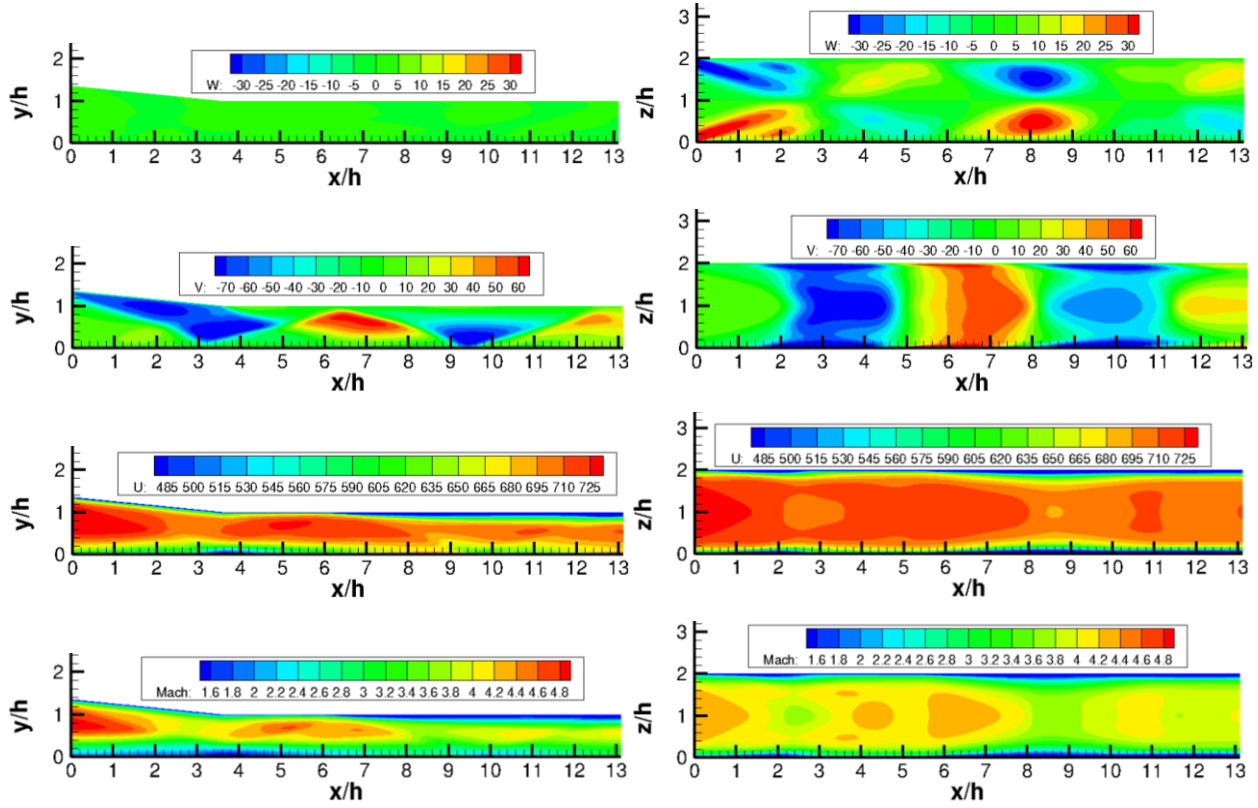 y/h
2
1
0
W: -30 -25 -20 -15 -10 -5 0 5 10 15 20 25 30
0 1 2 3 4 5 6 7 8 9 10 11 12 13
x/h
z/h
3
2
1
0
W: -30 -25 -20 -15 -10 -5 0 5 10 15 20 25 30
0 1 2 3 4 5 6 7 8 9 10 11 12 13
x/h
y/h
2
1
0
V: -70 -60 -50 -40 -30 -20 -10 0 10 20 30 40 50 60
0 1 2 3 4 5 6 7 8 9 10 11 12 13
x/h
z/h
3
2
1
0
V: -70 -60 -50 -40 -30 -20 -10 0 10 20 30 40 50 60
0 1 2 3 4 5 6 7 8 9 10 11 12 13
x/h
y/h
2
1
0
U: 485 500 515 530 545 560 575 590 605 620 635 650 665 680 695 710 725
0 1 2 3 4 5 6 7 8 9 10 11 12 13
x/h
z/h
3
2
1
0
U: 485 500 515 530 545 560 575 590 605 620 635 650 665 680 695 710 725
0 1 2 3 4 5 6 7 8 9 10 11 12 13
x/h
y/h
2
1
0
Mach: 1.6 1.8 2 2.2 2.4 2.6 2.8 3 3.2 3.4 3.6 3.8 4 4.2 4.4 4.6 4.8
0 1 2 3 4 5 6 7 8 9 10 11 12 13
x/h
z/h
3
2
1
0
Mach: 1.6 1.8 2 2.2 2.4 2.6 2.8 3 3.2 3.4 3.6 3.8 4 4.2 4.4 4.6 4.8
0 1 2 3 4 5 6 7 8 9 10 11 12 13
x/h